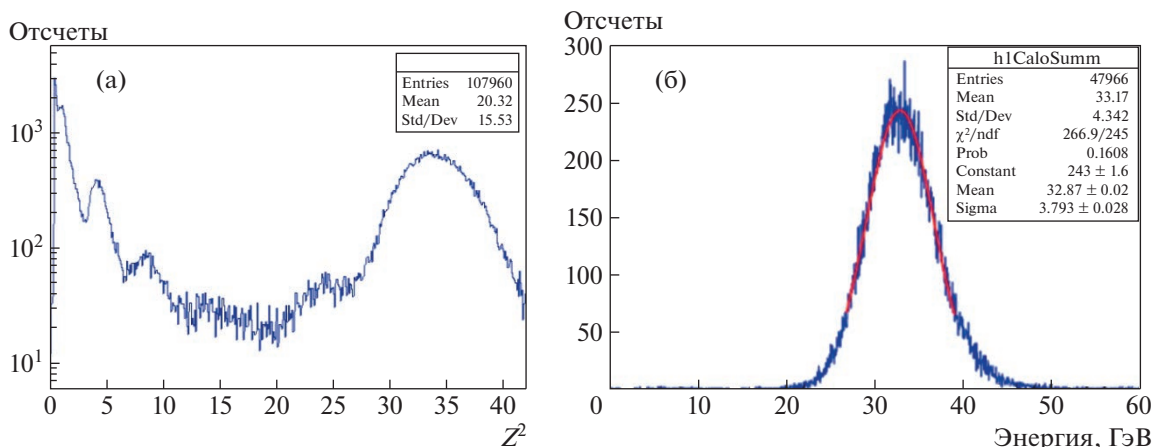 Отсчеты
(а)
Entries 107960
Mean 20.32
Std/Dev 15.53
10³
10²
10¹
0 5 10 15 20 25 30 35 40
Z²
Отсчеты
300
250
200
150
100
50
(б)
h1CaloSumm
Entries 47966
Mean 33.17
Std/Dev 4.342
χ²/ndf 266.9/245
Prob 0.1608
Constant 243 ± 1.6
Mean 32.87 ± 0.02
Sigma 3.793 ± 0.028
0 10 20 30 40 50 60
Энергия, ГэВ